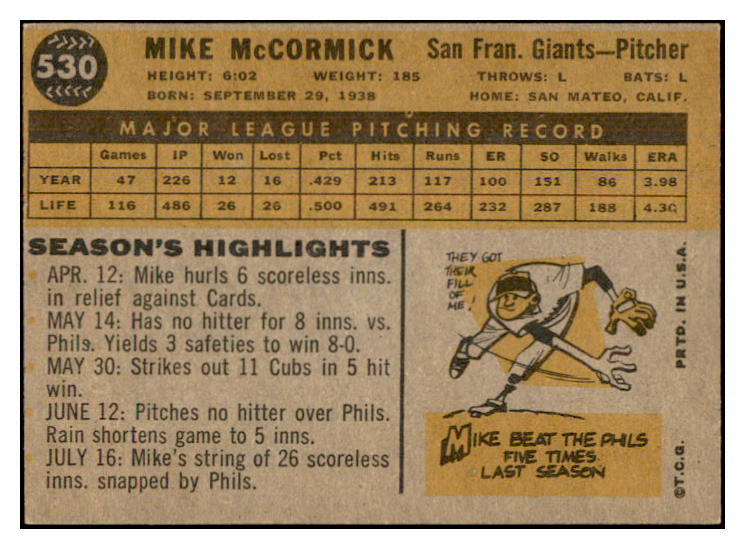 530
MIKE McCORMICK San Fran. Giants—Pitcher
HEIGHT: 6:02 WEIGHT: 185 THROWS: L BATS: L
BORN: SEPTEMBER 29, 1938 HOME: SAN MATEO, CALIF.
MAJOR LEAGUE PITCHING RECORD
Games IP Won Lost Pct Hits Runs ER SO Walks ERA
YEAR 47 226 12 16 .429 213 117 100 151 86 3.98
LIFE 116 486 26 26 .500 491 264 232 287 188 4.30
SEASON'S HIGHLIGHTS
APR. 12: Mike hurls 6 scoreless inns.
in relief against Cards.
MAY 14: Has no hitter for 8 inns. vs.
Phils. Yields 3 safeties to win 8-0.
MAY 30: Strikes out 11 Cubs in 5 hit
win.
JUNE 12: Pitches no hitter over Phils.
Rain shortens game to 5 inns.
JULY 16: Mike's string of 26 scoreless
inns. snapped by Phils.
THEY GOT
THEIR
FILL
OF
ME!
MIKE BEAT THE PHILS
FIVE TIMES
LAST SEASON
©T.C.G. PRTD. IN U.S.A.